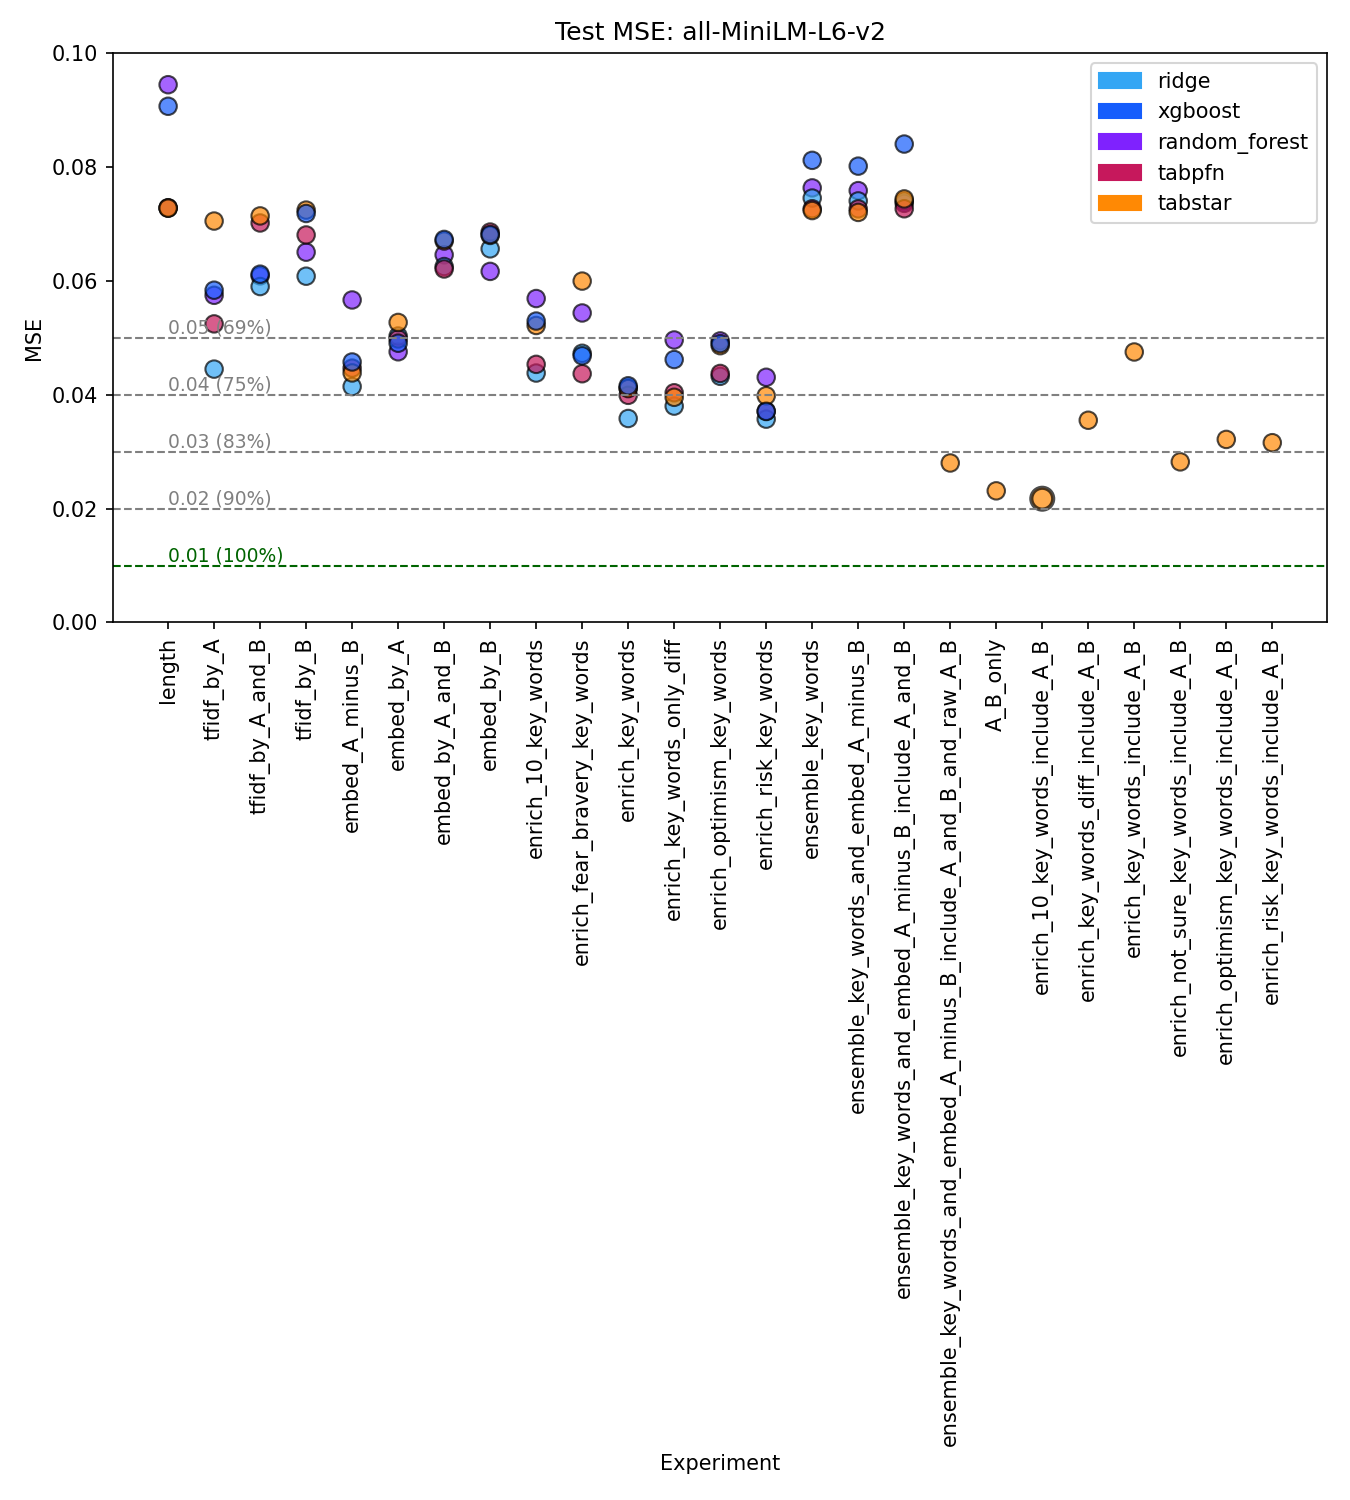 Test MSE: all-MiniLM-L6-v2
0.10
0.08
0.06
0.04
0.02
0.00
MSE
ridge
xgboost
random_forest
tabpfn
tabstar
0.05 (69%)
0.04 (75%)
0.03 (83%)
0.02 (90%)
0.01 (100%)
length
tfidf_by_A
tfidf_by_A_and_B
tfidf_by_B
embed_A_minus_B
embed_by_A
embed_by_A_and_B
embed_by_B
enrich_10_key_words
enrich_fear_bravery_key_words
enrich_key_words
enrich_key_words_only_diff
enrich_optimism_key_words
enrich_risk_key_words
ensemble_key_words
ensemble_key_words_and_embed_A_minus_B
ensemble_key_words_and_embed_A_minus_B_include_A_and_B
ensemble_key_words_and_embed_A_minus_B_include_A_and_B_and_raw_A_B
A_B_only
enrich_10_key_words_include_A_B
enrich_key_words_diff_include_A_B
enrich_key_words_include_A_B
enrich_not_sure_key_words_include_A_B
enrich_optimism_key_words_include_A_B
enrich_risk_key_words_include_A_B
Experiment